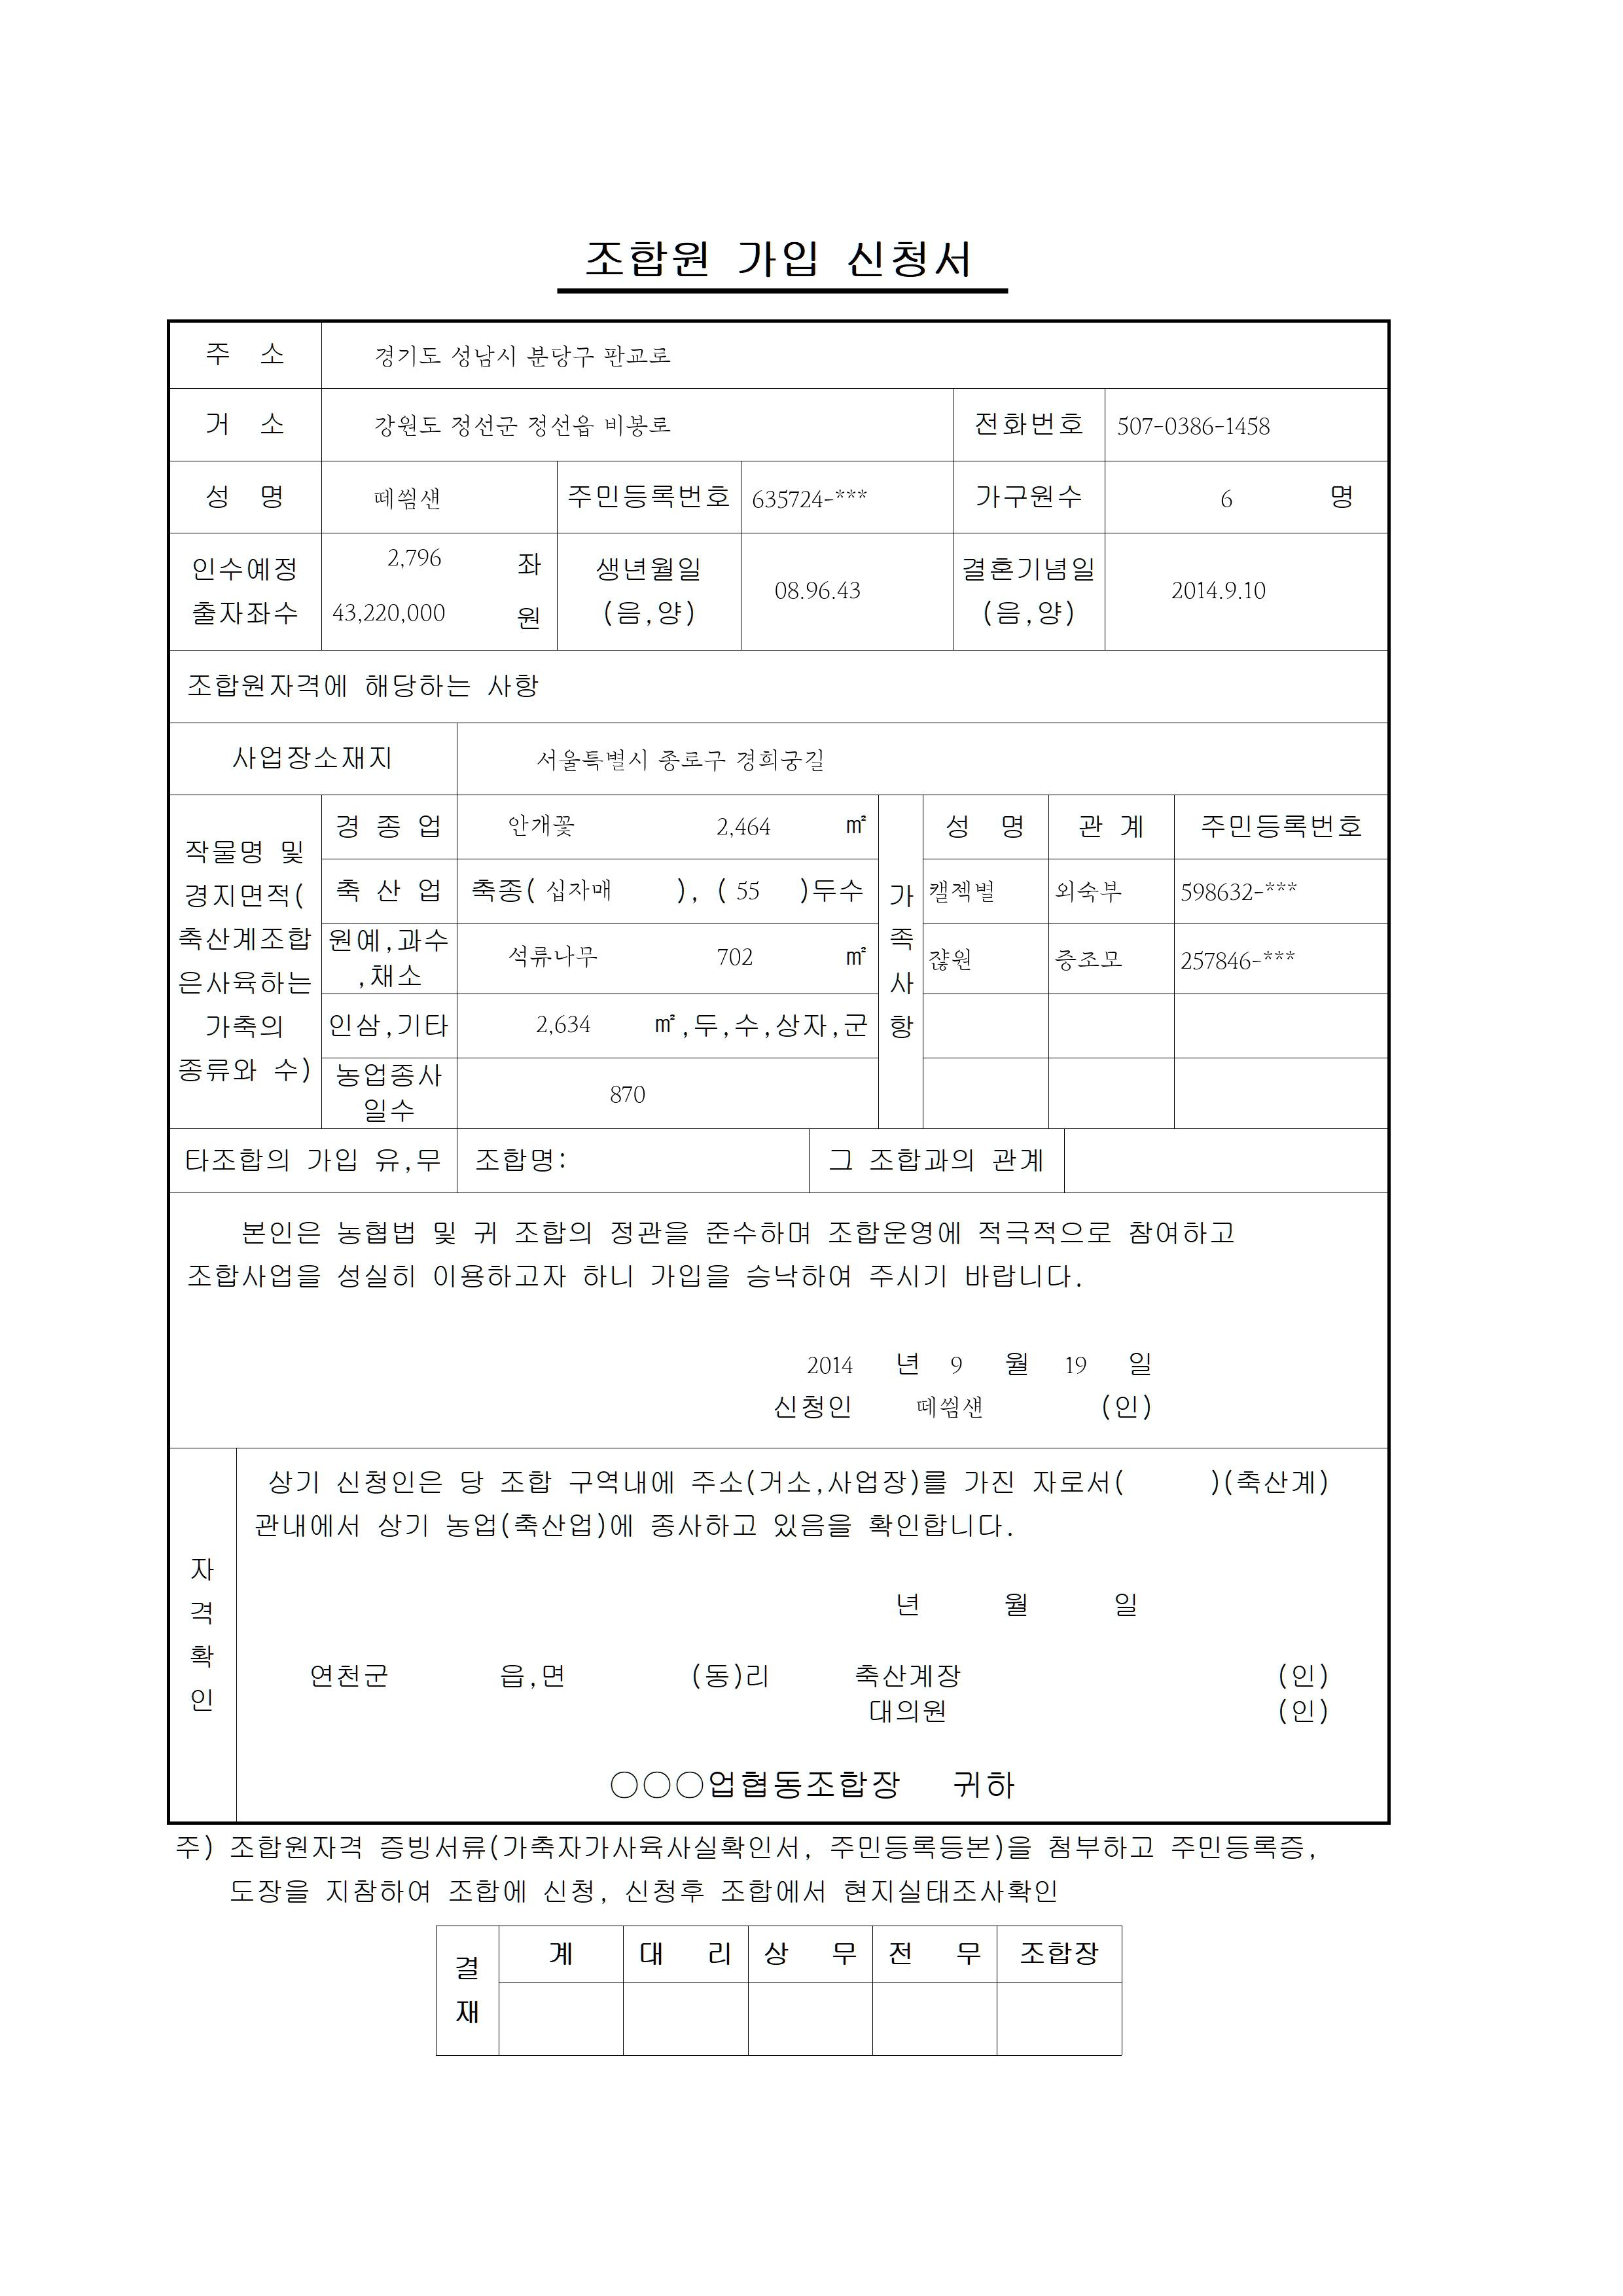 조합원 가입 신청서
주 소 경기도 성남시 분당구 판교로
거 소 강원도 정선군 정선읍 비봉로 전화번호 507-0386-1458
성 명 떼씜섄 주민등록번호 635724-*** 가구원수 6 명
인수예정 출자좌수 2,796 좌 43,220,000 원 생년월일 (음,양) 08.96.43 결혼기념일 (음,양) 2014.9.10
조합원자격에 해당하는 사항
사업장소재지 서울특별시 종로구 경희궁길
작물명 및
경지면적(
축산계조합
은사육하는
가축의
종류와 수)
경 종 업 안개꽃 2,464 ㎡
축 산 업 축종( 십자매 ), ( 55 )두수
원예,과수
,채소 석류나무 702 ㎡
인삼,기타 2,634 ㎡,두,수,상자,군
농업종사
일수 870
가족사항
성 명 관 계 주민등록번호
캘젝별 외숙부 598632-***
쟎원 증조모 257846-***
타조합의 가입 유,무 조합명: 그 조합과의 관계
본인은 농협법 및 귀 조합의 정관을 준수하며 조합운영에 적극적으로 참여하고
조합사업을 성실히 이용하고자 하니 가입을 승낙하여 주시기 바랍니다.
2014 년 9 월 19 일
신청인 떼씜섄 (인)
자격확인
상기 신청인은 당 조합 구역내에 주소(거소,사업장)를 가진 자로서( )(축산계)
관내에서 상기 농업(축산업)에 종사하고 있음을 확인합니다.
년 월 일
연천군 읍,면 (동)리 축산계장 (인)
대의원 (인)
○○○업협동조합장 귀하
주) 조합원자격 증빙서류(가축자가사육사실확인서, 주민등록등본)을 첨부하고 주민등록증,
도장을 지참하여 조합에 신청, 신청후 조합에서 현지실태조사확인
결재 계 대 리 상 무 전 무 조합장